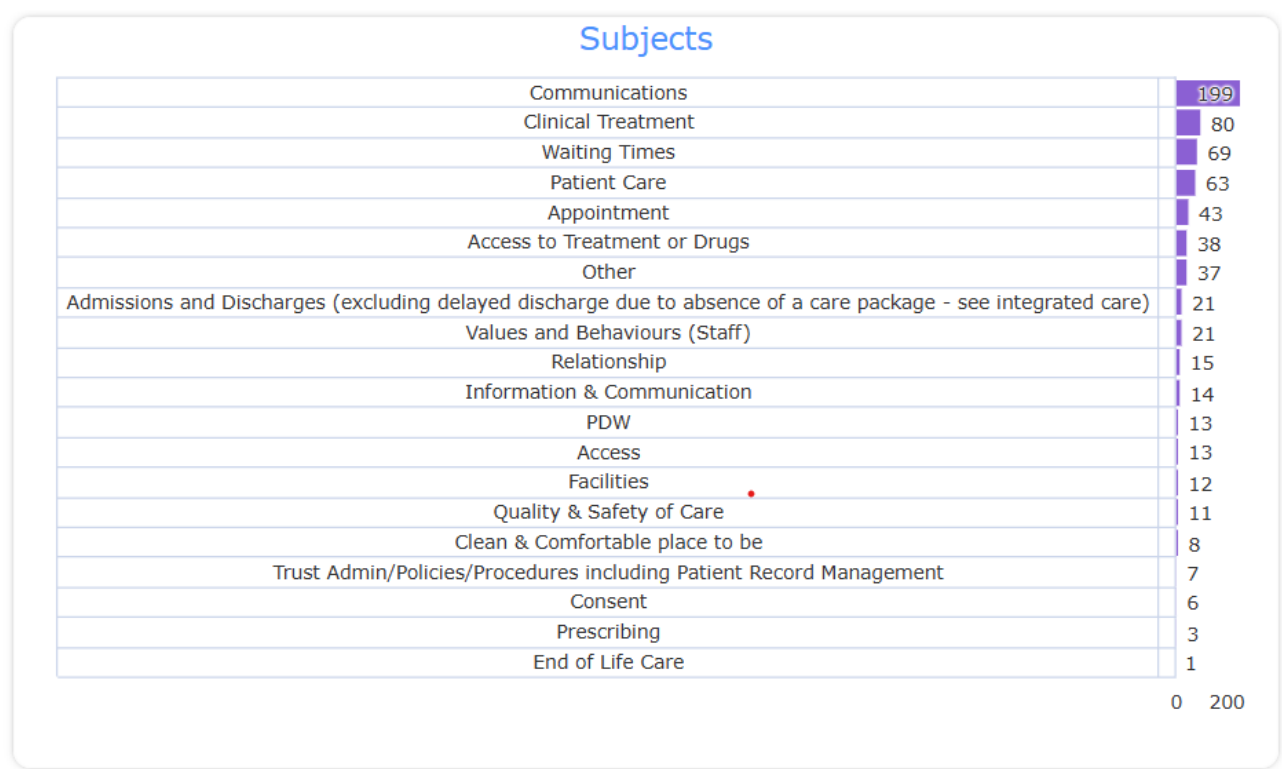 Subjects
Communications 199
Clinical Treatment 80
Waiting Times 69
Patient Care 63
Appointment 43
Access to Treatment or Drugs 38
Other 37
Admissions and Discharges (excluding delayed discharge due to absence of a care package - see integrated care) 21
Values and Behaviours (Staff) 21
Relationship 15
Information & Communication 14
PDW 13
Access 13
Facilities 12
Quality & Safety of Care 11
Clean & Comfortable place to be 8
Trust Admin/Policies/Procedures including Patient Record Management 7
Consent 6
Prescribing 3
End of Life Care 1
0 200